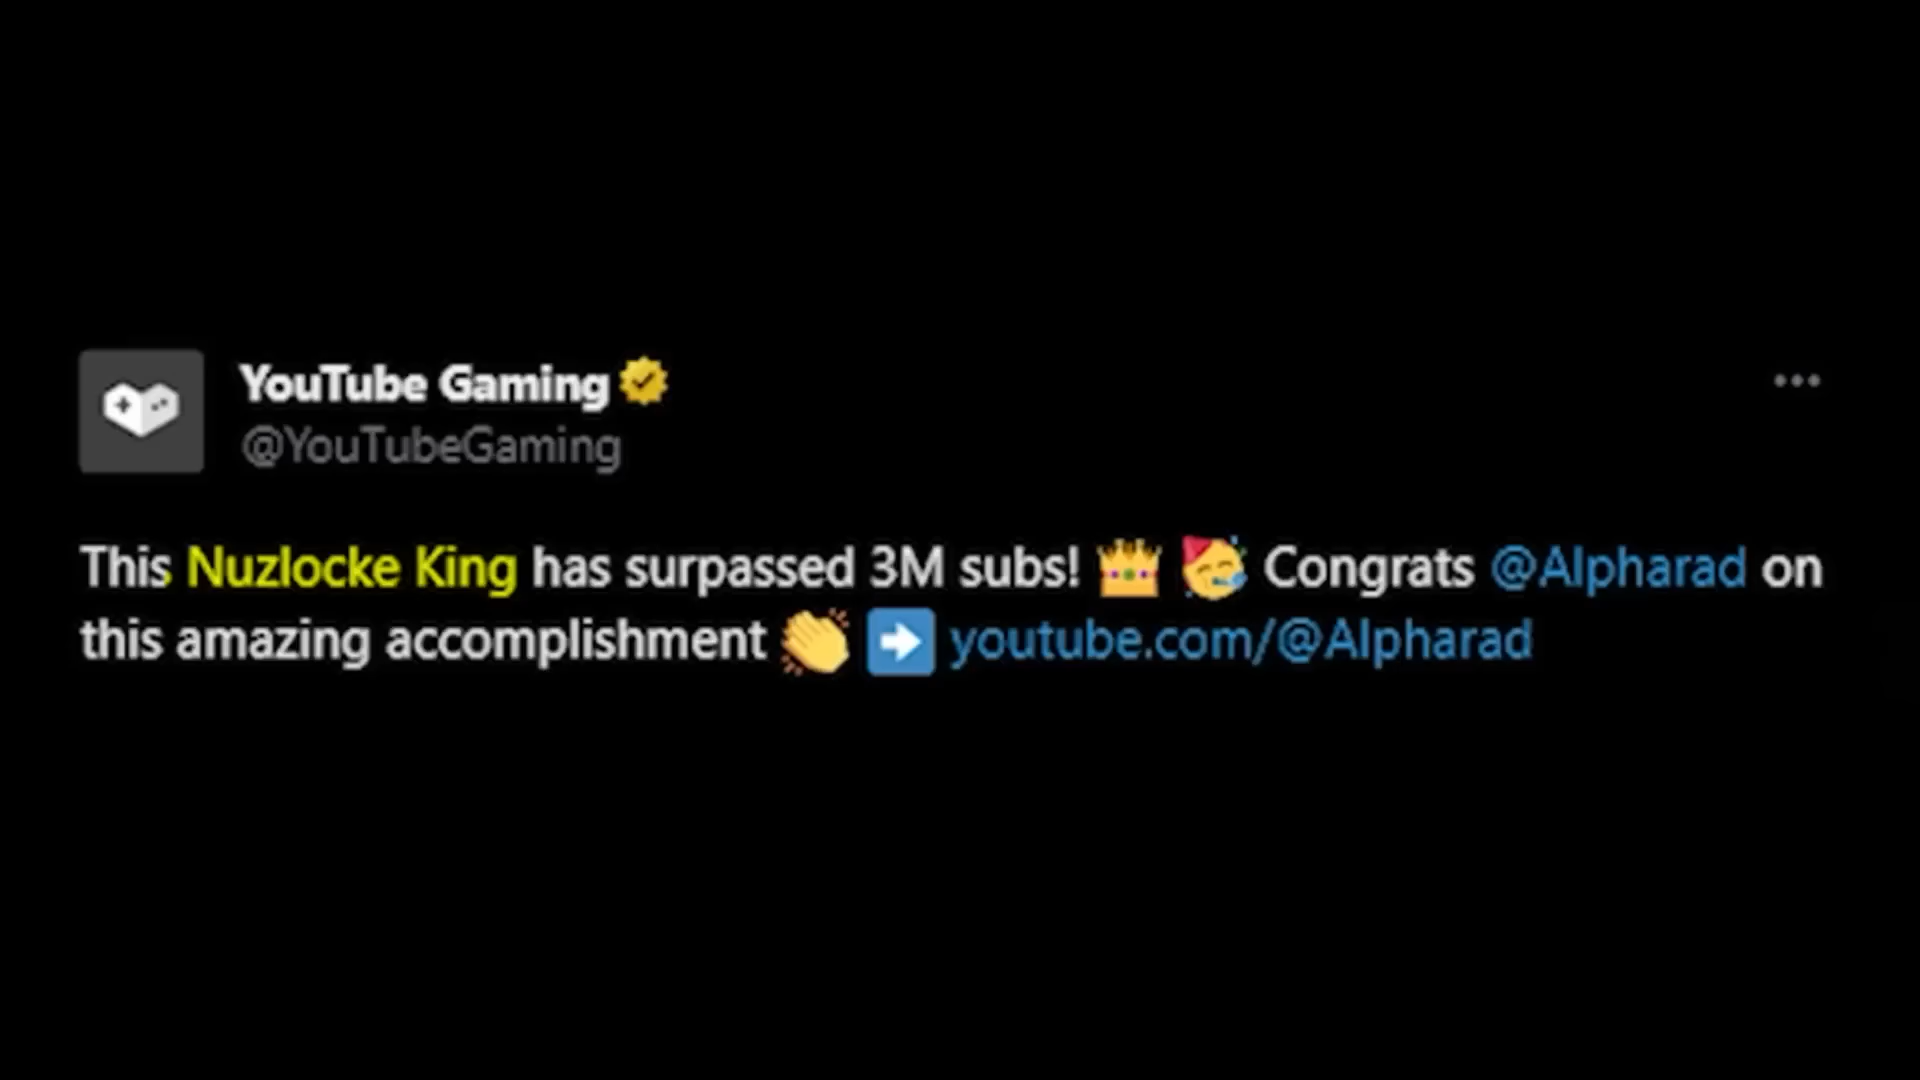 YouTube Gaming
@YouTubeGaming
This Nuzlocke King has surpassed 3M subs! 👑 🥳 Congrats @Alpharad on
this amazing accomplishment 👏 ➡️ youtube.com/@Alpharad